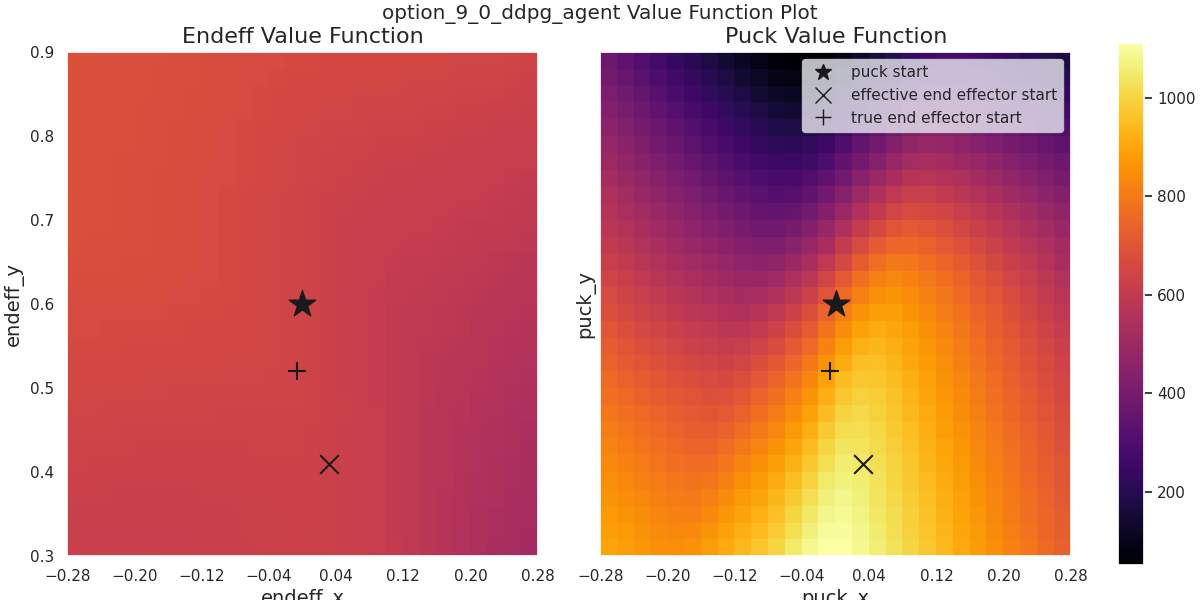 option_9_0_ddpg_agent Value Function Plot
Endeff Value Function
Puck Value Function
puck start
effective end effector start
true end effector start
0.9
0.8
0.7
0.6
0.5
0.4
0.3
endeff_y
−0.28
−0.20
−0.12
−0.04
0.04
0.12
0.20
0.28
endeff_x
puck_y
−0.28
−0.20
−0.12
−0.04
0.04
0.12
0.20
0.28
puck_x
1000
800
600
400
200